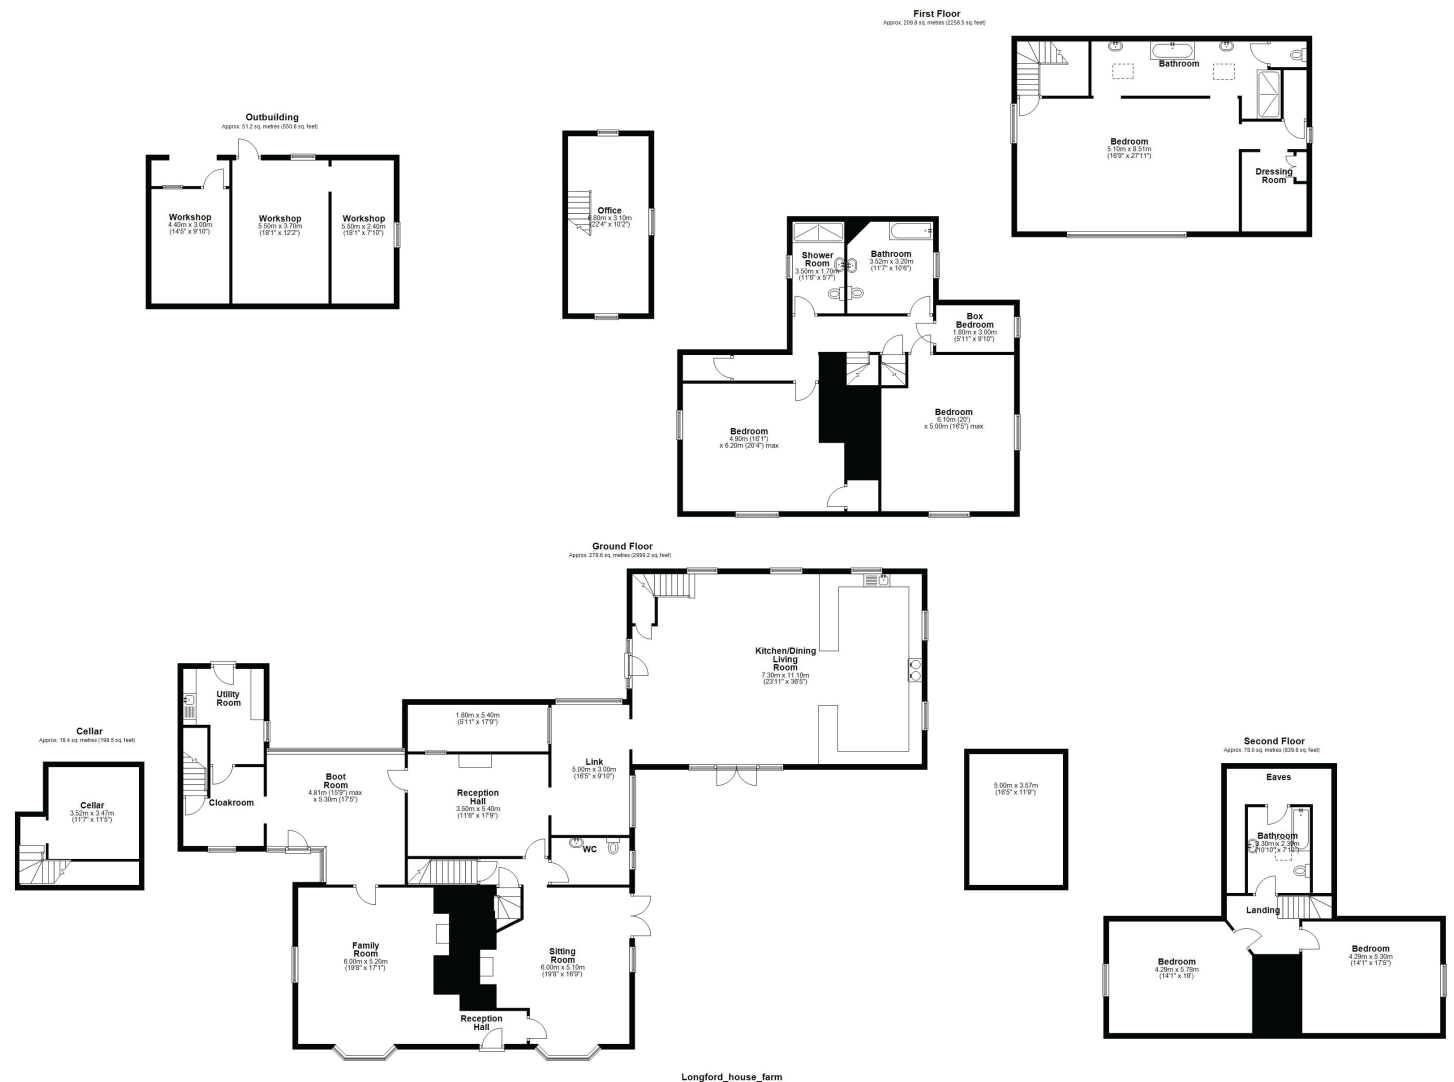 First Floor
Approx. 209.8 sq. metres (2258.5 sq. feet)
Bathroom
Bedroom
5.10m x 8.51m
(16'9" x 27'11")
Dressing
Room
Outbuilding
Approx. 51.2 sq. metres (550.6 sq. feet)
Workshop
4.40m x 3.00m
(14'5" x 9'10")
Workshop
5.50m x 3.70m
(18'1" x 12'2")
Workshop
5.50m x 2.40m
(18'1" x 7'10")
Office
6.80m x 3.10m
(22'4" x 10'2")
Shower
Room
3.50m x 1.70m
(11'6" x 5'7")
Bathroom
3.52m x 3.20m
(11'7" x 10'6")
Box
Bedroom
1.80m x 3.00m
(5'11" x 9'10")
Bedroom
4.90m (16'1")
x 6.20m (20'4") max
Bedroom
6.10m (20')
x 5.00m (16'5") max
Ground Floor
Approx. 278.6 sq. metres (2999.2 sq. feet)
Kitchen/Dining
Living
Room
7.30m x 11.10m
(23'11" x 36'5")
Utility
Room
1.80m x 5.40m
(5'11" x 17'9")
Link
5.00m x 3.00m
(16'5" x 9'10")
Boot
Room
4.81m (15'9") max
x 5.30m (17'5")
Cloakroom
Reception
Hall
3.50m x 5.40m
(11'6" x 17'9")
WC
Family
Room
6.00m x 5.20m
(19'8" x 17'1")
Sitting
Room
6.00m x 5.10m
(19'8" x 16'9")
Reception
Hall
Cellar
Approx. 18.4 sq. metres (198.5 sq. feet)
Cellar
3.52m x 3.47m
(11'7" x 11'5")
5.00m x 3.57m
(16'5" x 11'9")
Second Floor
Approx. 78.0 sq. metres (839.8 sq. feet)
Eaves
Bathroom
3.30m x 2.39m
(10'10" x 7'10")
Landing
Bedroom
4.29m x 5.78m
(14'1" x 19')
Bedroom
4.29m x 5.30m
(14'1" x 17'5")
Longford_house_farm